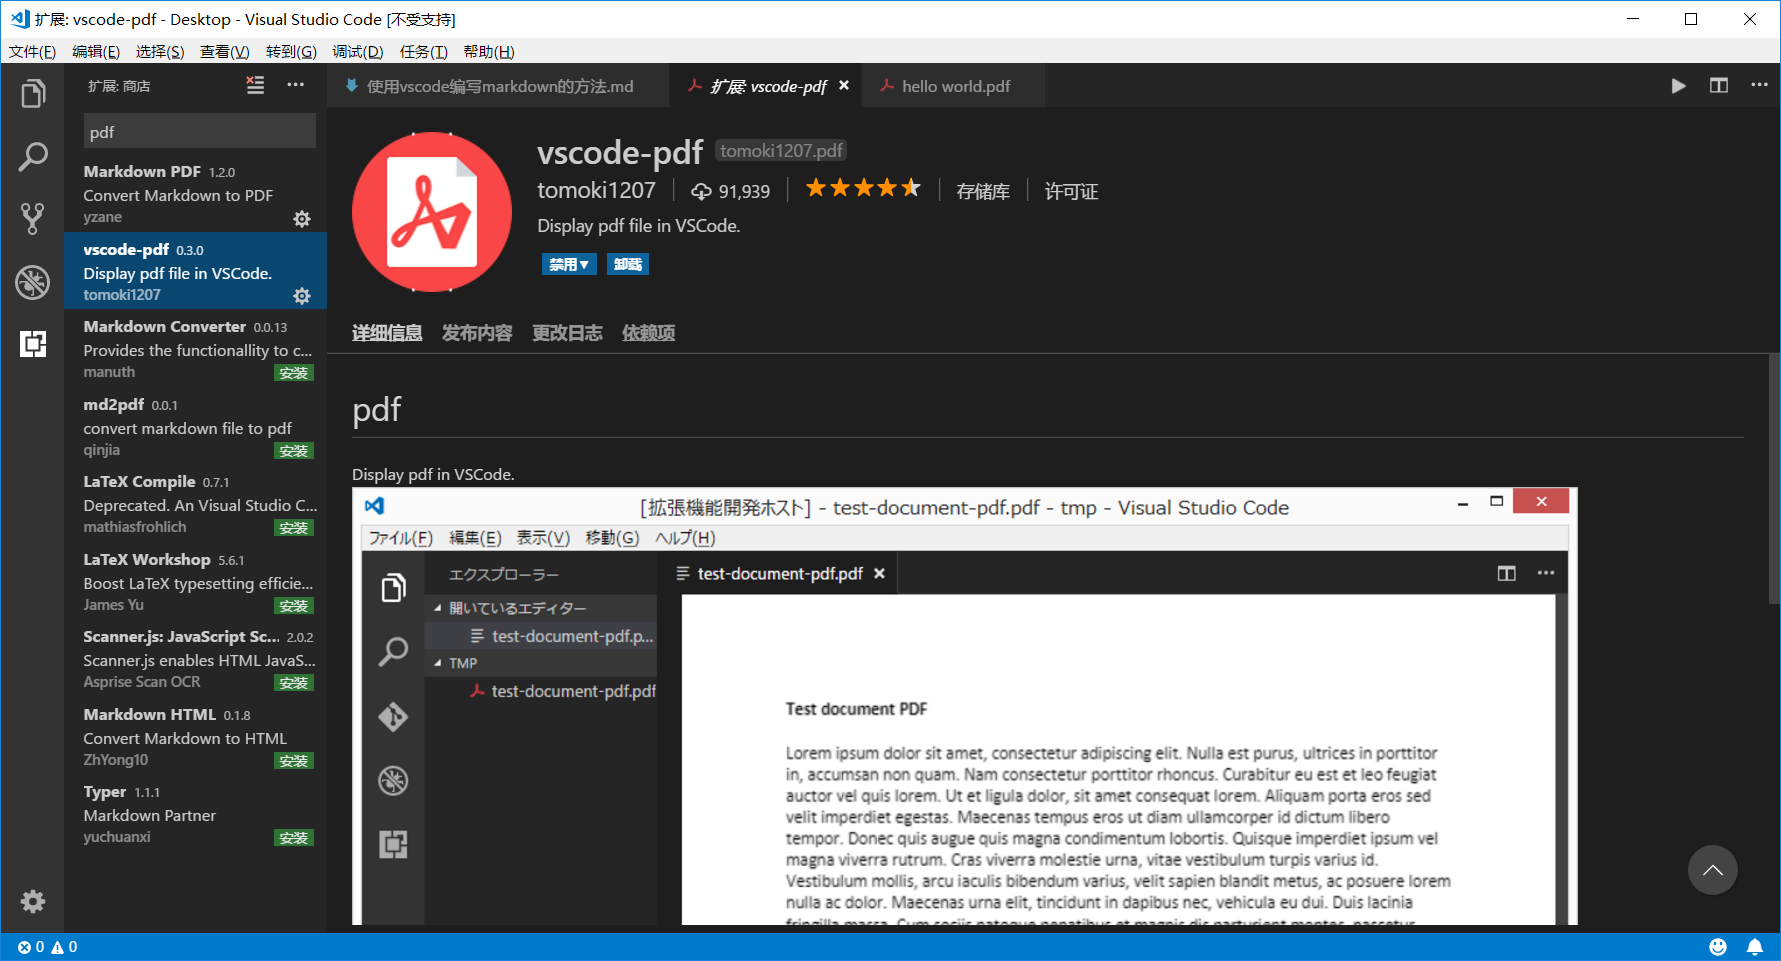 扩展: vscode-pdf - Desktop - Visual Studio Code [不受支持]
文件(F) 编辑(E) 选择(S) 查看(V) 转到(G) 调试(D) 任务(T) 帮助(H)
扩展: 商店
pdf
Markdown PDF 1.2.0
Convert Markdown to PDF
yzane
vscode-pdf 0.3.0
Display pdf file in VSCode.
tomoki1207
Markdown Converter 0.0.13
Provides the functionallity to c...
manuth 安装
md2pdf 0.0.1
convert markdown file to pdf
qinjia 安装
LaTeX Compile 0.7.1
Deprecated. An Visual Studio C...
mathiasfrohlich 安装
LaTeX Workshop 5.6.1
Boost LaTeX typesetting efficie...
James Yu 安装
Scanner.js: JavaScript Sc... 2.0.2
Scanner.js enables HTML JavaS...
Asprise Scan OCR 安装
Markdown HTML 0.1.8
Convert Markdown to HTML
ZhYong10 安装
Typer 1.1.1
Markdown Partner
yuchuanxi 安装
使用vscode编写markdown的方法.md 扩展: vscode-pdf hello world.pdf
vscode-pdf tomoki1207.pdf
tomoki1207 91,939 存储库 许可证
Display pdf file in VSCode.
禁用▼ 卸载
详细信息 发布内容 更改日志 依赖项
pdf
Display pdf in VSCode.
[拡張機能開発ホスト] - test-document-pdf.pdf - tmp - Visual Studio Code
ファイル(F) 編集(E) 表示(V) 移動(G) ヘルプ(H)
エクスプローラー
開いているエディター
test-document-pdf.p...
TMP
test-document-pdf.pdf
test-document-pdf.pdf
Test document PDF
Lorem ipsum dolor sit amet, consectetur adipiscing elit. Nulla est purus, ultrices in porttitor
in, accumsan non quam. Nam consectetur porttitor rhoncus. Curabitur eu est et leo feugiat
auctor vel quis lorem. Ut et ligula dolor, sit amet consequat lorem. Aliquam porta eros sed
velit imperdiet egestas. Maecenas tempus eros ut diam ullamcorper id dictum libero
tempor. Donec quis augue quis magna condimentum lobortis. Quisque imperdiet ipsum vel
magna viverra rutrum. Cras viverra molestie urna, vitae vestibulum turpis varius id.
Vestibulum mollis, arcu iaculis bibendum varius, velit sapien blandit metus, ac posuere lorem
nulla ac dolor. Maecenas urna elit, tincidunt in dapibus nec, vehicula eu dui. Duis lacinia
fringilla massa. Cum sociis natoque penatibus et magnis dis parturient montes, nascetur
0 0